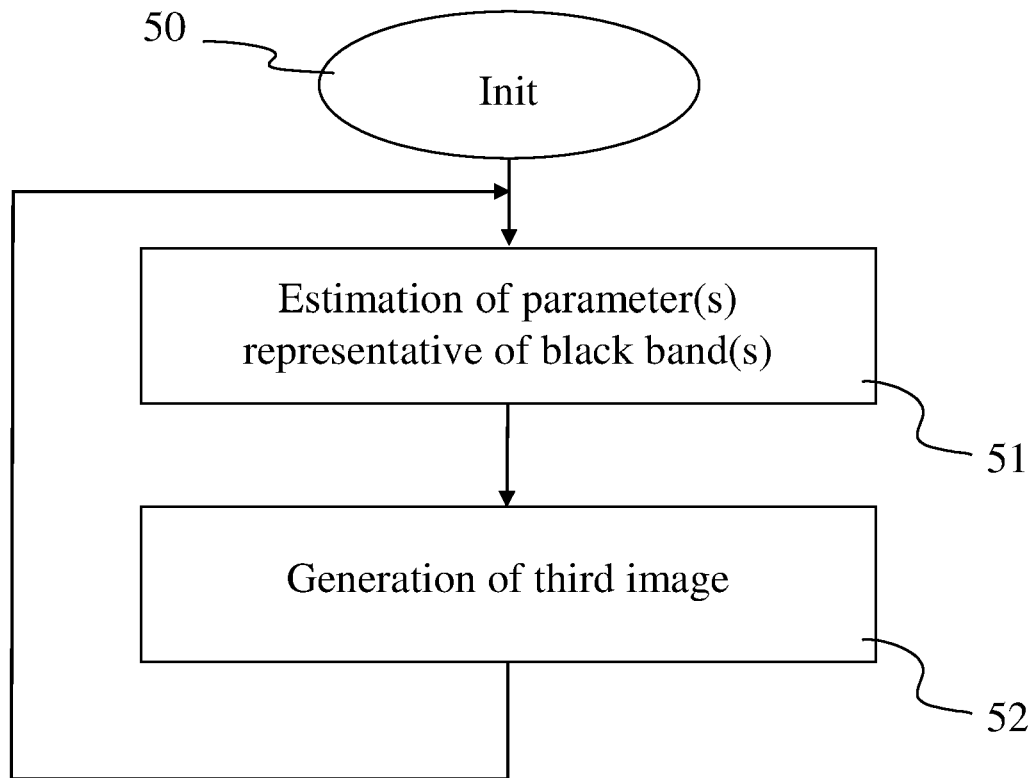 50
Init
Estimation of parameter(s)
representative of black band(s)
51
Generation of third image
52